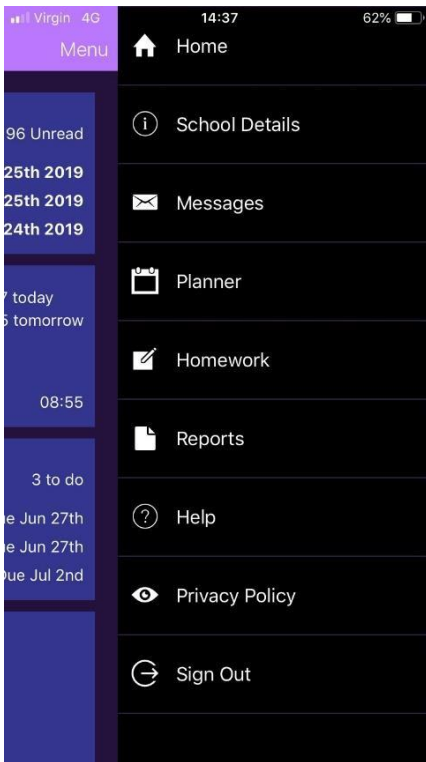 Virgin 4G 14:37 62%
Menu
Home
96 Unread
25th 2019
25th 2019
24th 2019
today
tomorrow
08:55
3 to do
Jun 27th
Jun 27th
Due Jul 2nd
School Details
Messages
Planner
Homework
Reports
Help
Privacy Policy
Sign Out